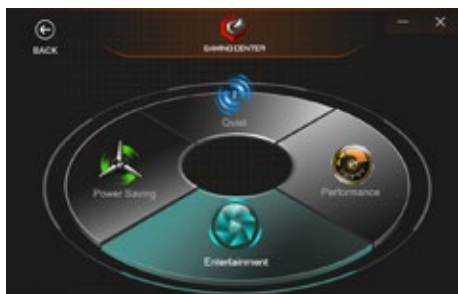 BACK
GAMING CENTER
Quiet
Power Saving
Performance
Entertainment